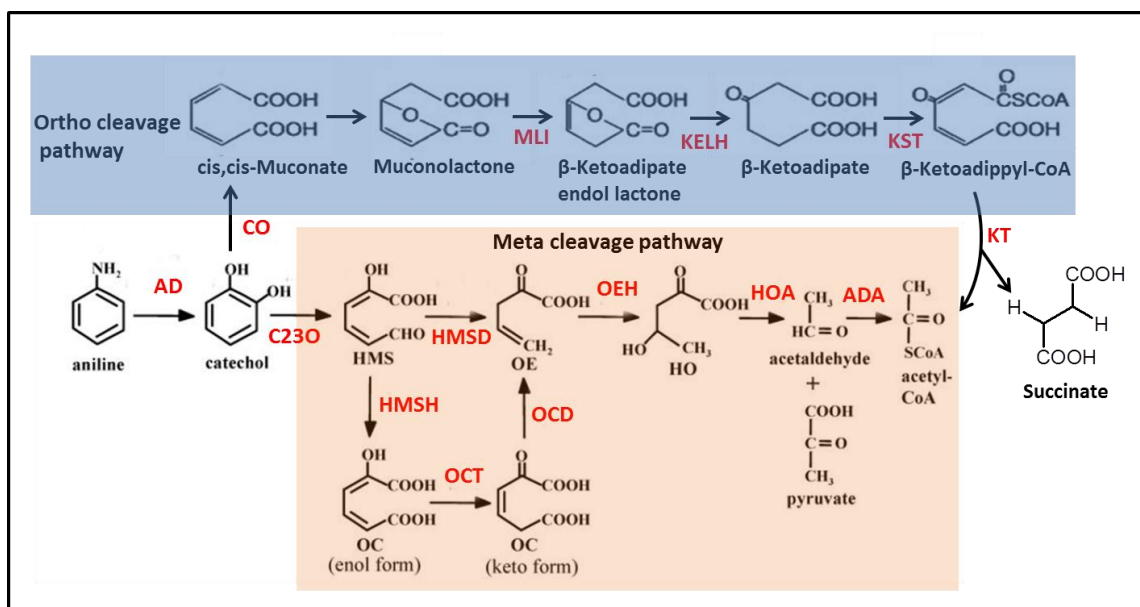 Ortho cleavage
pathway
COOH
COOH
cis,cis-Muconate
COOH
O
C=O
Muconolactone
MLI
COOH
O
C=O
β-Ketoadipate
endol lactone
KELH
O
COOH
COOH
β-Ketoadipate
KST
O
O
CSCoA
COOH
β-Ketoadippyl-CoA
CO
KT
Meta cleavage pathway
NH2
aniline
AD
OH
OH
catechol
C23O
OH
COOH
CHO
HMS
HMSD
O
COOH
CH2
OE
OEH
O
COOH
HO
CH3
HO
HOA
CH3
HC=O
acetaldehyde
+
COOH
C=O
CH3
pyruvate
ADA
CH3
C=O
SCoA
acetyl-
CoA
COOH
H
H
COOH
Succinate
HMSH
OCD
OH
COOH
COOH
OC
(enol form)
OCT
O
COOH
COOH
OC
(keto form)